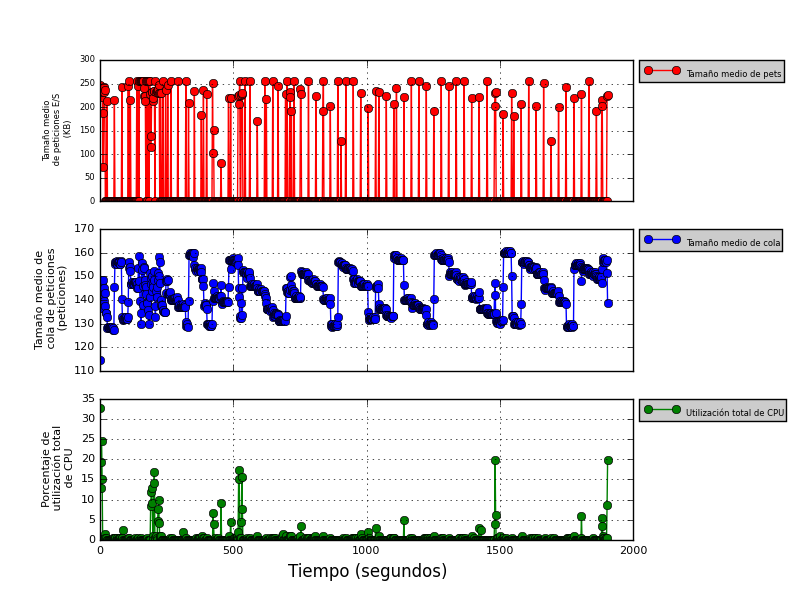 300
250
200
150
100
50
0
Tamaño medio
de peticiones E/S
(KB)
Tamaño medio de pets
170
160
150
140
130
120
110
Tamaño medio de
cola de peticiones
(peticiones)
Tamaño medio de cola
35
30
25
20
15
10
5
0
Porcentaje de
utilización total
de CPU
Utilización total de CPU
0 500 1000 1500 2000
Tiempo (segundos)